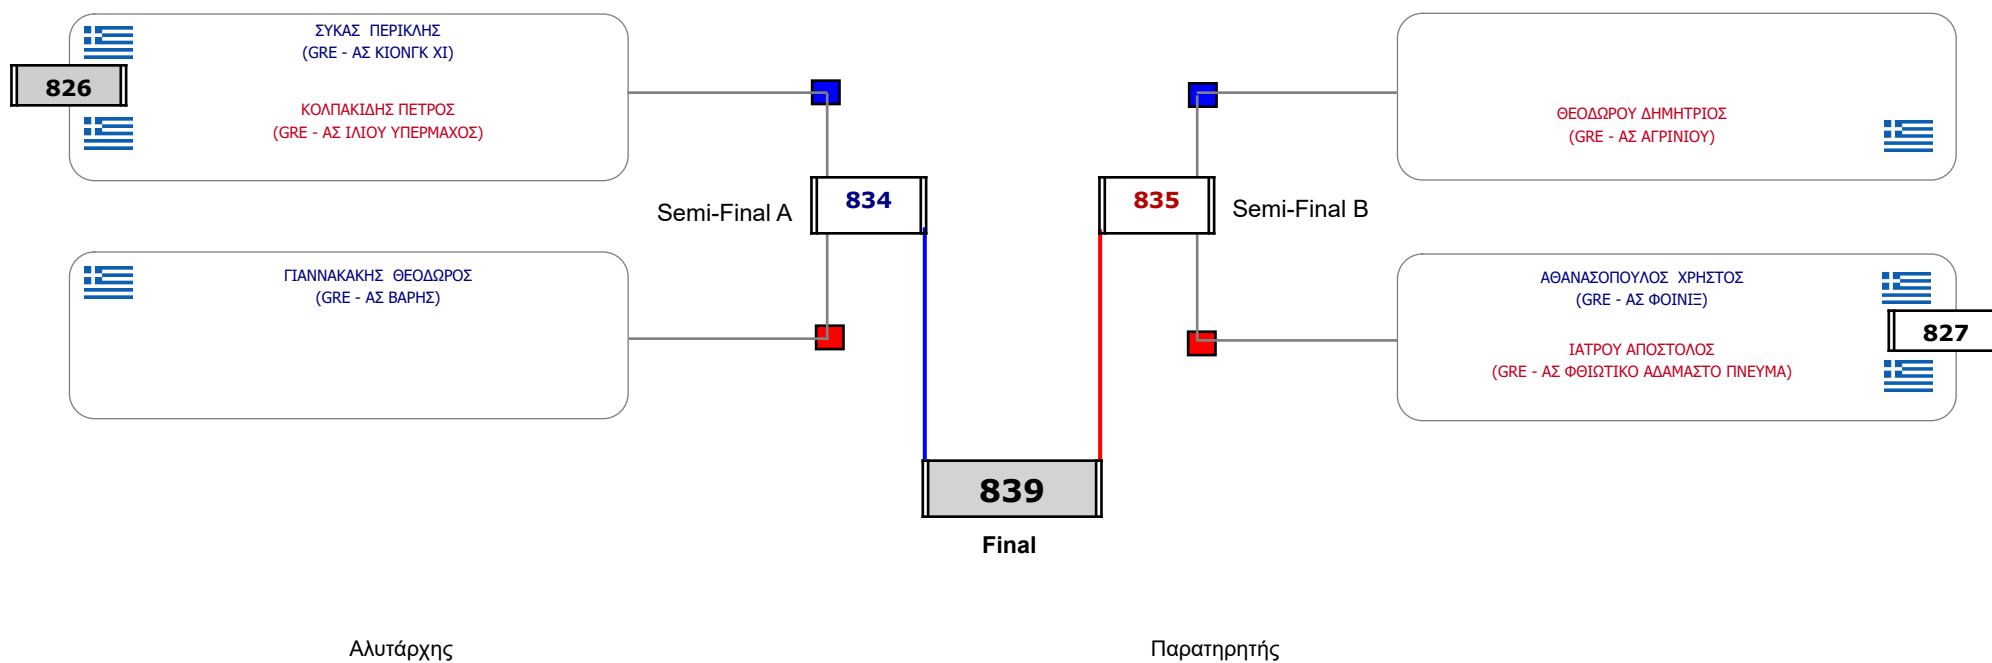 ΣΥΚΑΣ ΠΕΡΙΚΛΗΣ
(GRE - ΑΣ ΚΙΟΝΓΚ ΧΙ)
826
ΚΟΛΠΑΚΙΔΗΣ ΠΕΤΡΟΣ
(GRE - ΑΣ ΙΛΙΟΥ ΥΠΕΡΜΑΧΟΣ)
ΘΕΟΔΩΡΟΥ ΔΗΜΗΤΡΙΟΣ
(GRE - ΑΣ ΑΓΡΙΝΙΟΥ)
Semi-Final A
834
835
Semi-Final B
ΓΙΑΝΝΑΚΑΚΗΣ ΘΕΟΔΩΡΟΣ
(GRE - ΑΣ ΒΑΡΗΣ)
ΑΘΑΝΑΣΟΠΟΥΛΟΣ ΧΡΗΣΤΟΣ
(GRE - ΑΣ ΦΟΙΝΙΞ)
827
ΙΑΤΡΟΥ ΑΠΟΣΤΟΛΟΣ
(GRE - ΑΣ ΦΘΙΩΤΙΚΟ ΑΔΑΜΑΣΤΟ ΠΝΕΥΜΑ)
839
Final
Αλυτάρχης
Παρατηρητής